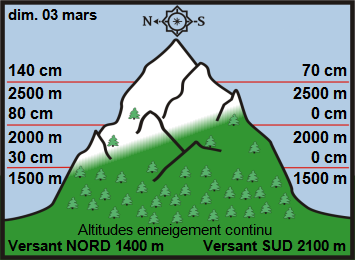 dim. 03 mars
N S
140 cm 70 cm
2500 m 2500 m
80 cm 0 cm
2000 m 2000 m
30 cm 0 cm
1500 m 1500 m
Altitudes enneigement continu
Versant NORD 1400 m Versant SUD 2100 m